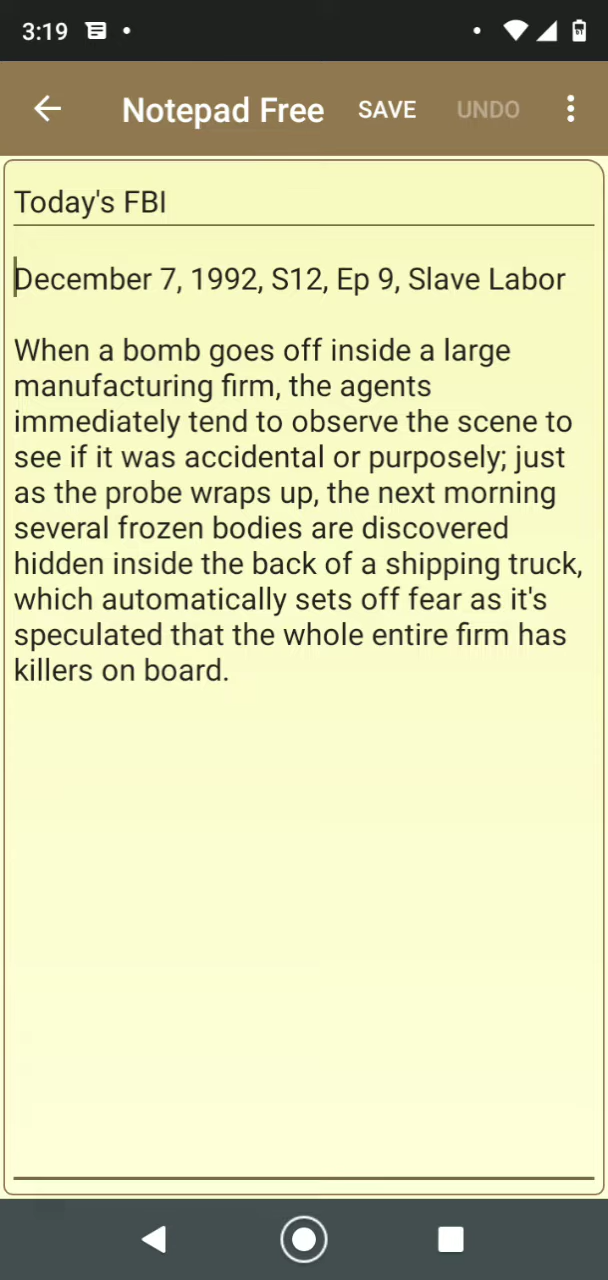 3:19
Notepad Free SAVE UNDO
Today's FBI
December 7, 1992, S12, Ep 9, Slave Labor
When a bomb goes off inside a large
manufacturing firm, the agents
immediately tend to observe the scene to
see if it was accidental or purposely; just
as the probe wraps up, the next morning
several frozen bodies are discovered
hidden inside the back of a shipping truck,
which automatically sets off fear as it's
speculated that the whole entire firm has
killers on board.